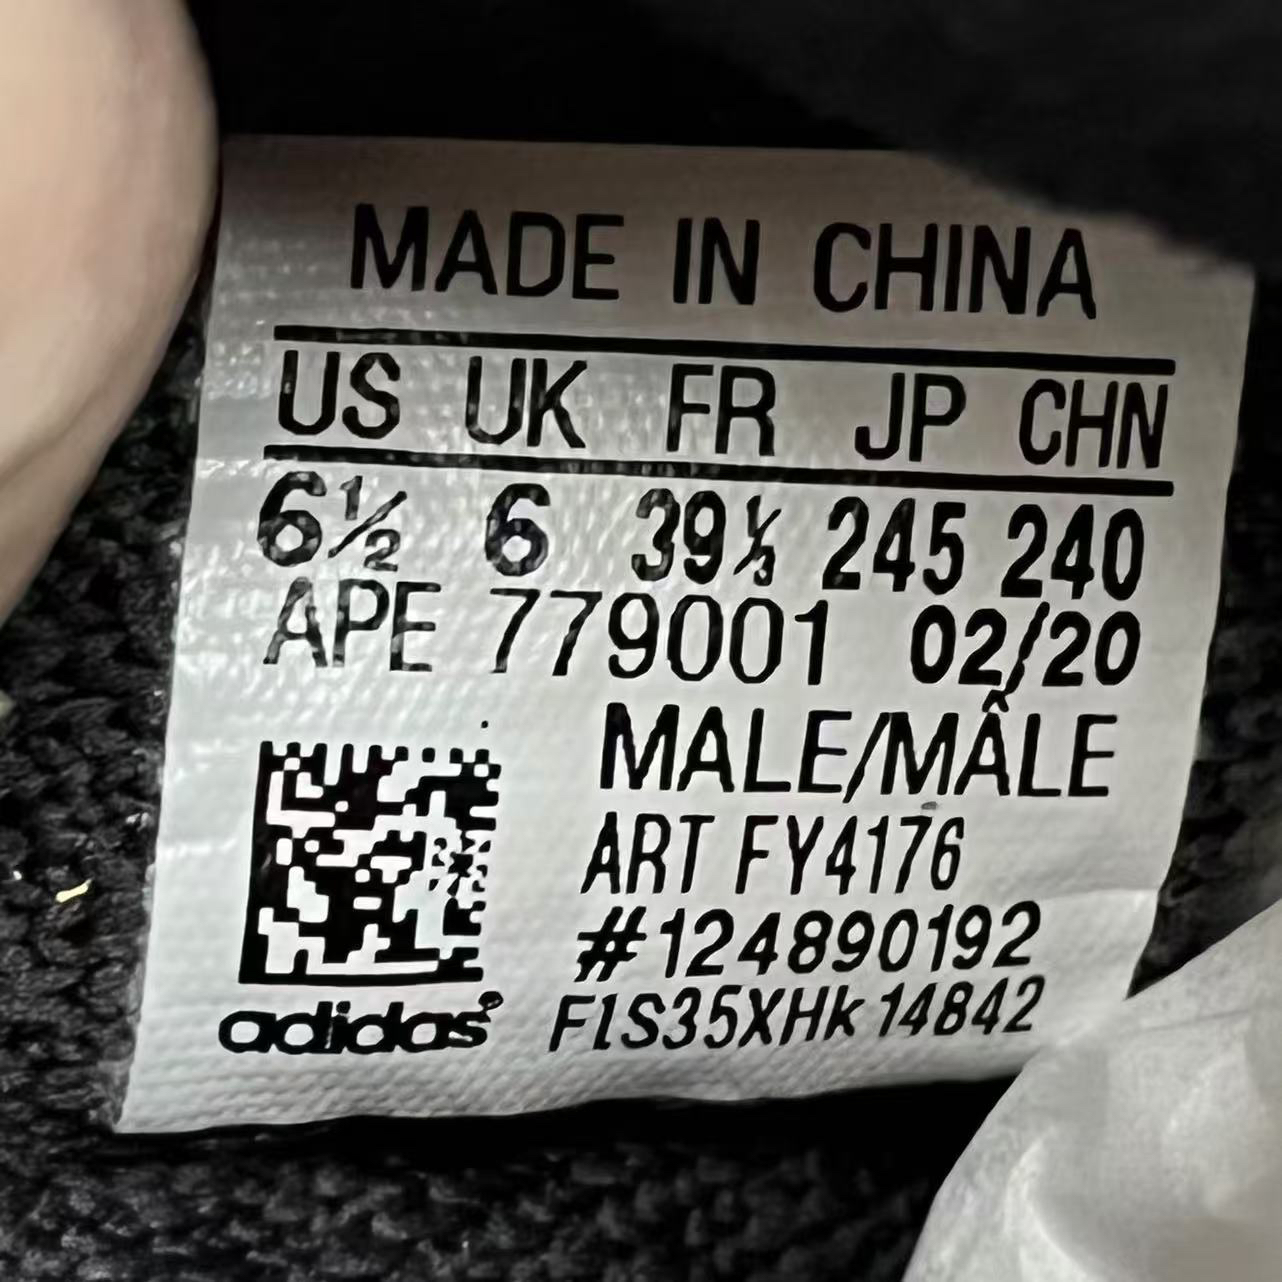 MADE IN CHINA
US UK FR JP CHN
6½ 6 39⅓ 245 240
APE 779001 02/20
MALE/MÂLE
ART FY4176
#124890192
adidas® F1S35XHk 14842